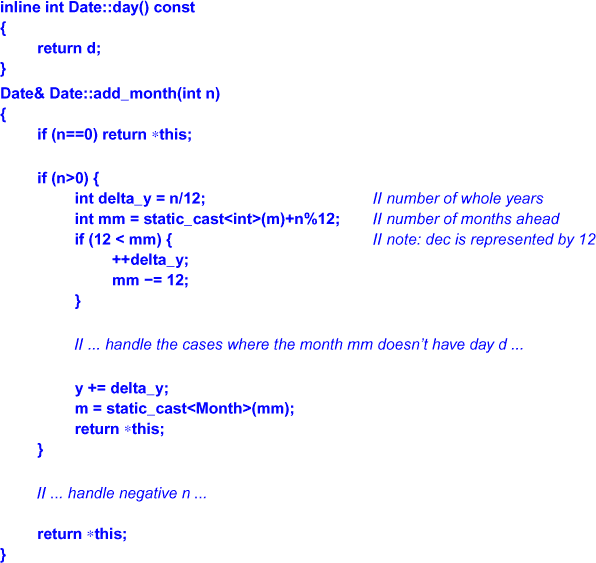 inline int Date::day() const
{
return d;
}
Date& Date::add_month(int n)
{
if (n==0) return ∗this;
if (n>0) {
int delta_y = n/12; // number of whole years
int mm = static_cast<int>(m)+n%12; // number of months ahead
if (12 < mm) { // note: dec is represented by 12
++delta_y;
mm −= 12;
}
// ... handle the cases where the month mm doesn’t have day d ...
y += delta_y;
m = static_cast<Month>(mm);
return ∗this;
}
// ... handle negative n ...
return ∗this;
}